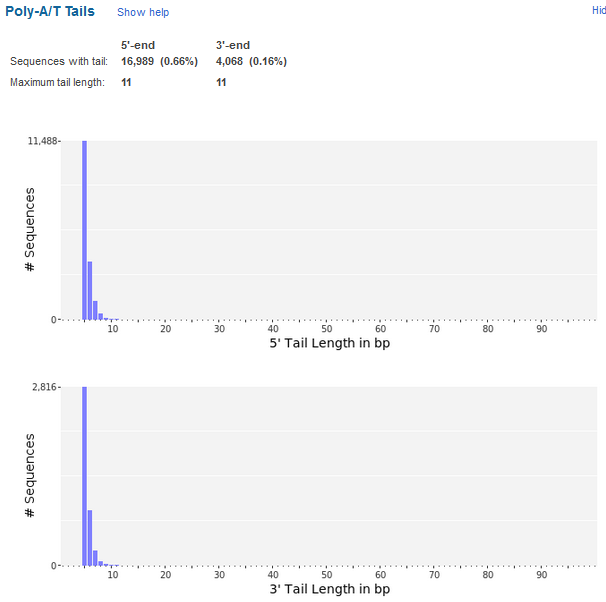 Poly-A/T Tails Show help Hid
5'-end 3'-end
Sequences with tail: 16,989 (0.66%) 4,068 (0.16%)
Maximum tail length: 11 11
11,488
# Sequences
0
10 20 30 40 50 60 70 80 90
5' Tail Length in bp
2,816
# Sequences
0
10 20 30 40 50 60 70 80 90
3' Tail Length in bp